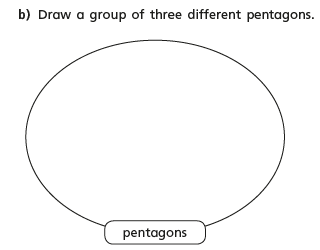 b) Draw a group of three different pentagons.
pentagons